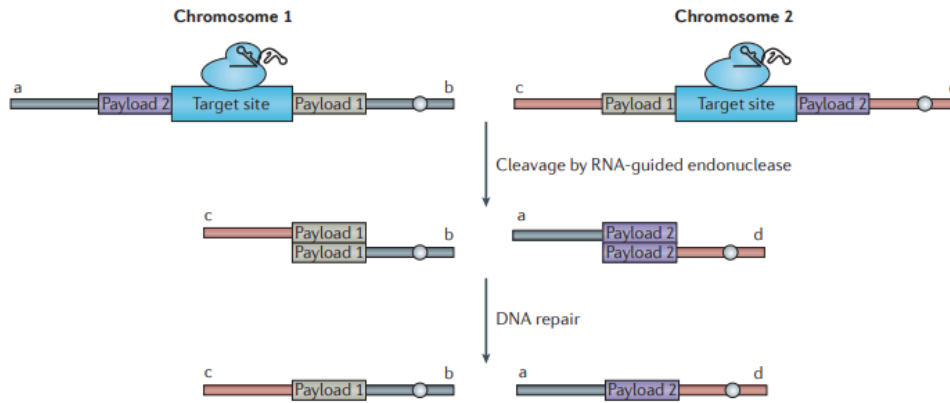 Chromosome 1
Chromosome 2
a
b
Payload 2
Target site
Payload 1
c
Payload 1
Target site
Payload 2
Cleavage by RNA-guided endonuclease
c
Payload 1
b
Payload 1
a
Payload 2
d
Payload 2
DNA repair
c
b
Payload 1
a
d
Payload 2